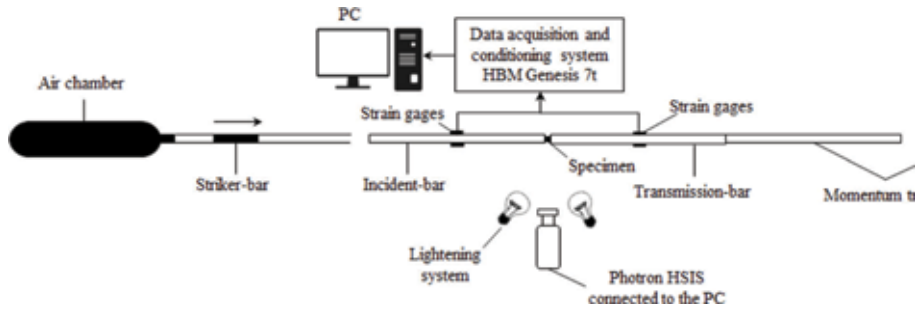 PC
Data acquisition and
conditioning system
HBM Genesis 7t
Air chamber
Strain gages
Strain gages
Striker-bar
Incident-bar
Specimen
Transmission-bar
Momentum tr
Lightening
system
Photron HSIS
connected to the PC